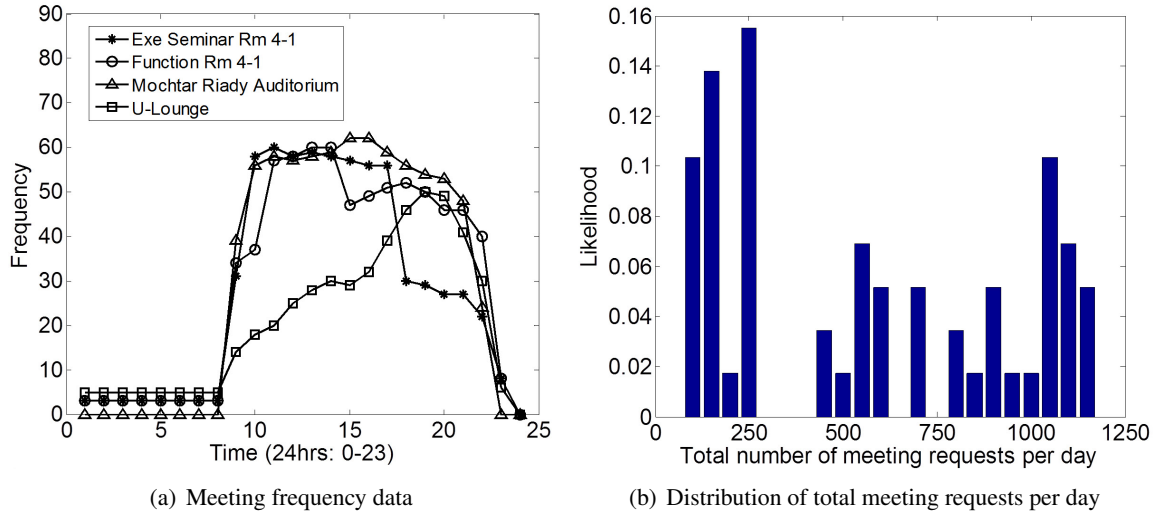 90
80
70
60
50
40
30
20
10
0
Frequency
Exe Seminar Rm 4-1
Function Rm 4-1
Mochtar Riady Auditorium
U-Lounge
0 5 10 15 20 25
Time (24hrs: 0-23)
(a) Meeting frequency data
0.16
0.14
0.12
0.1
0.08
0.06
0.04
0.02
0
Likelihood
0 250 500 750 1000 1250
Total number of meeting requests per day
(b) Distribution of total meeting requests per day